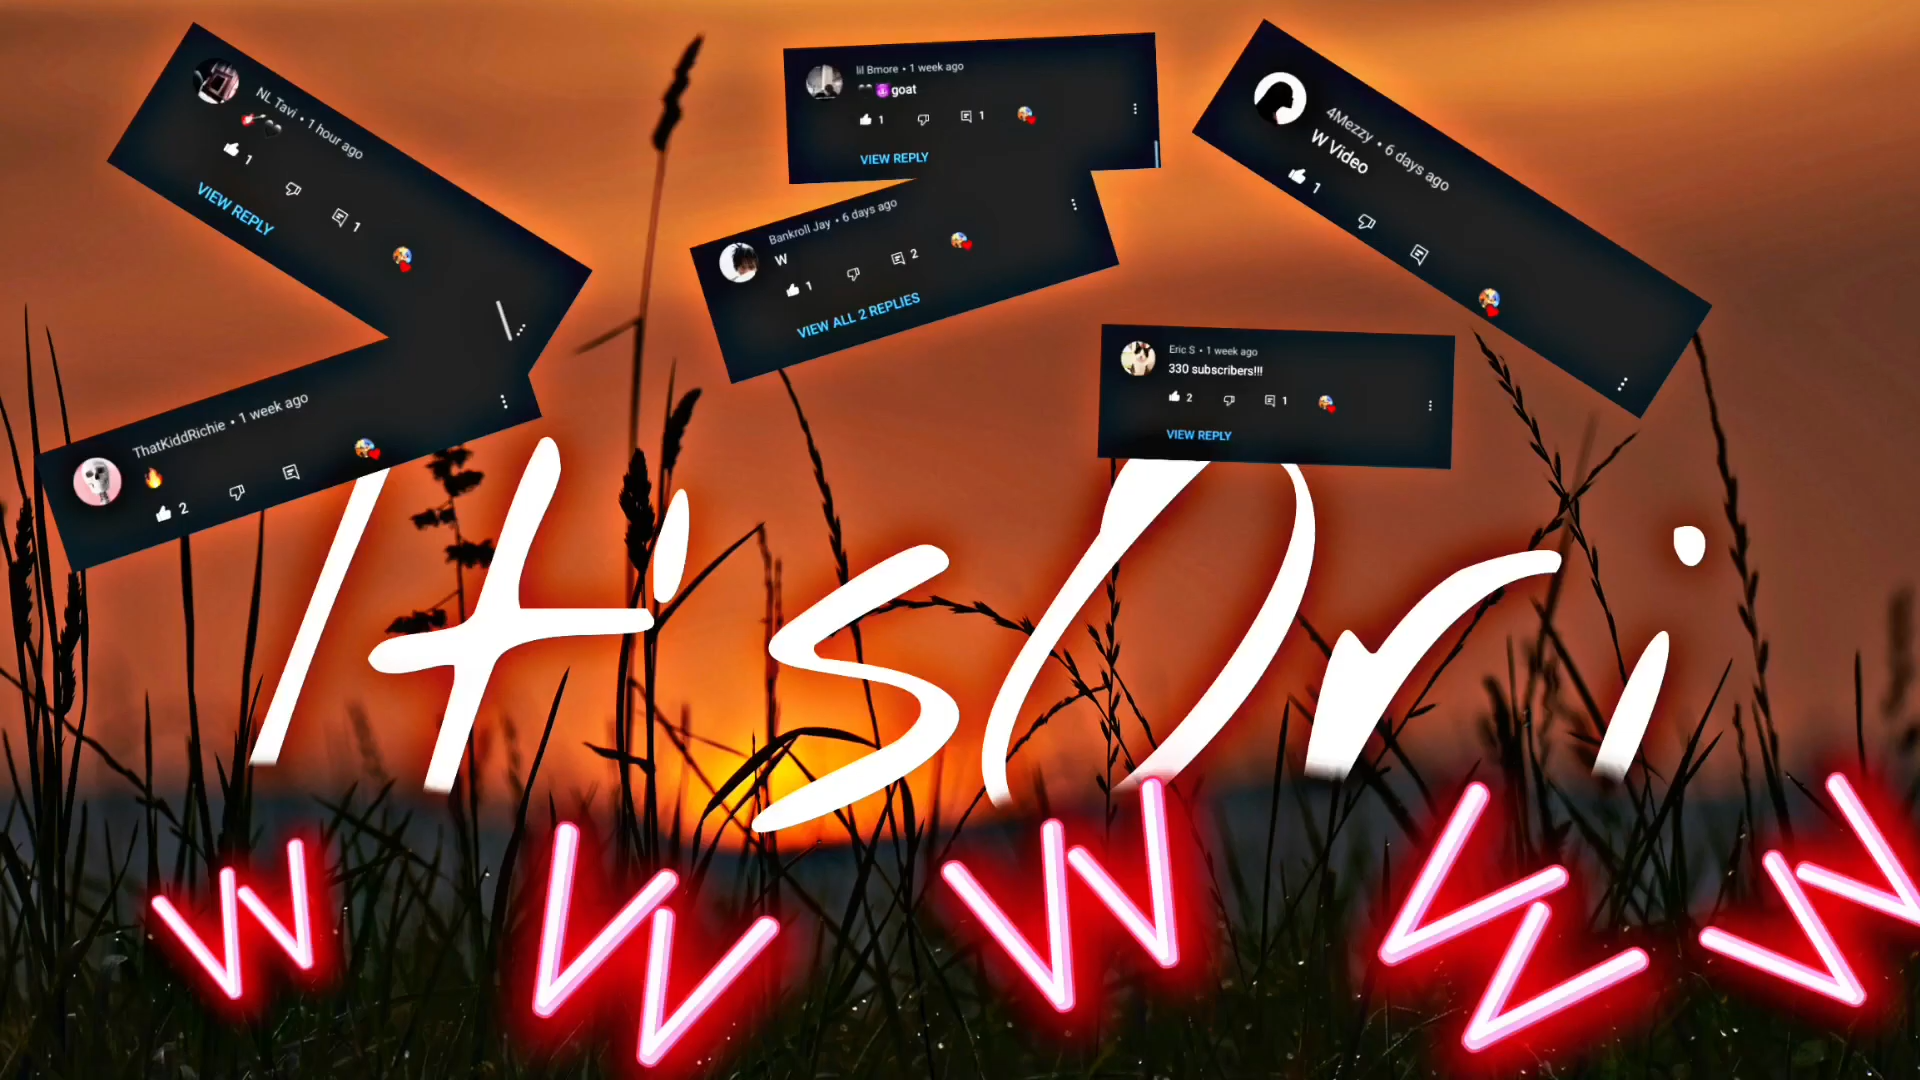 NL Tavi • 1 hour ago
1
1
VIEW REPLY
lil Bmore • 1 week ago
goat
1
1
VIEW REPLY
4Mezzy • 6 days ago
W Video
1
Bankroll Jay • 6 days ago
W
1
2
VIEW ALL 2 REPLIES
Eric S • 1 week ago
330 subscribers!!!
2
1
VIEW REPLY
ThatKiddRichie • 1 week ago
🔥
2
It'sOri
W W W W W